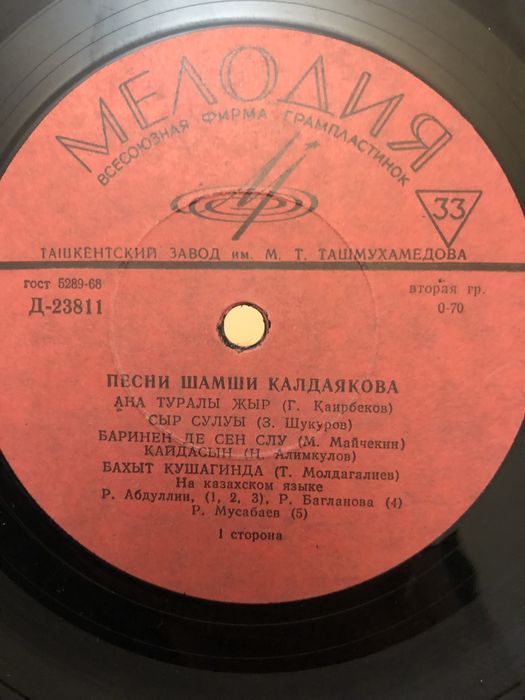 МЕЛОДИЯ
ВСЕСОЮЗНАЯ ФИРМА ГРАМПЛАСТИНОК
33
ТАШКЕНТСКИЙ ЗАВОД им. М. Т. ТАШМУХАМЕДОВА
гост 5289-68
Д-23811
вторая гр.
0-70
ПЕСНИ ШАМШИ КАЛДАЯКОВА
АНА ТУРАЛЫ ЖЫР (Г. Каирбеков)
СЫР СУЛУЫ (З. Шукуров)
БАРИНЕН ДЕ СЕН СЛУ (М. Майчекин)
КАЙДАСЫН (Н. Алимкулов)
БАХЫТ КУШАГИНДА (Т. Молдагалиев)
На казахском языке
Р. Абдуллин, (1, 2, 3), Р. Багланова (4)
Р. Мусабаев (5)
1 сторона